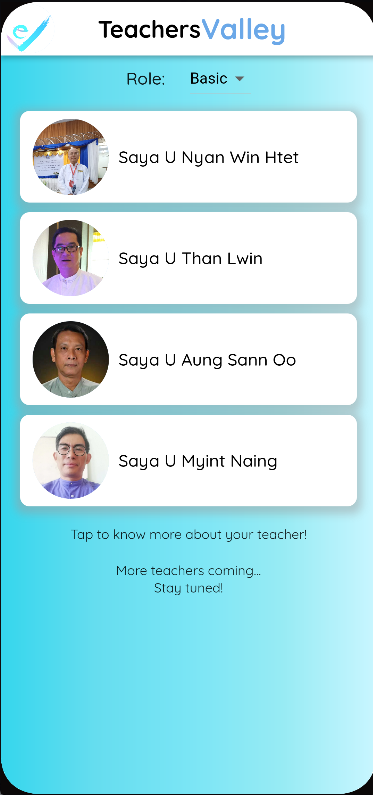 e
TeachersValley
Role: Basic
Saya U Nyan Win Htet
Saya U Than Lwin
Saya U Aung Sann Oo
Saya U Myint Naing
Tap to know more about your teacher!
More teachers coming...
Stay tuned!